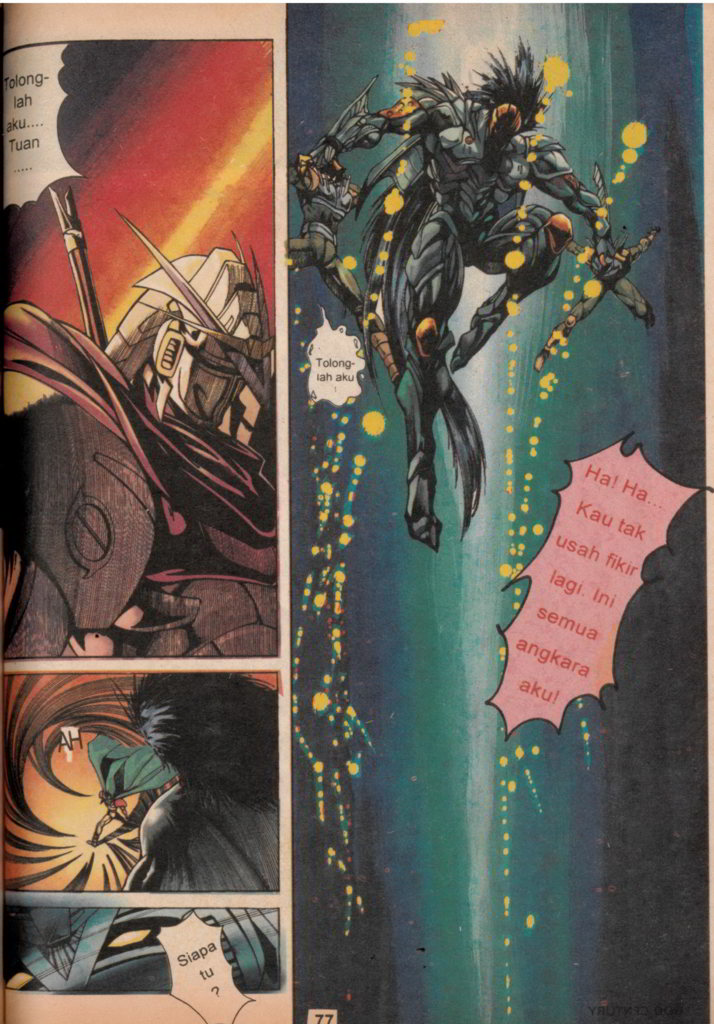 Tolong-
lah
aku....
Tuan
.....
AH
Siapa
tu
?
Tolong-
lah aku
Ha! Ha...
Kau tak
usah fikir
lagi. Ini
semua
angkara
aku!
77